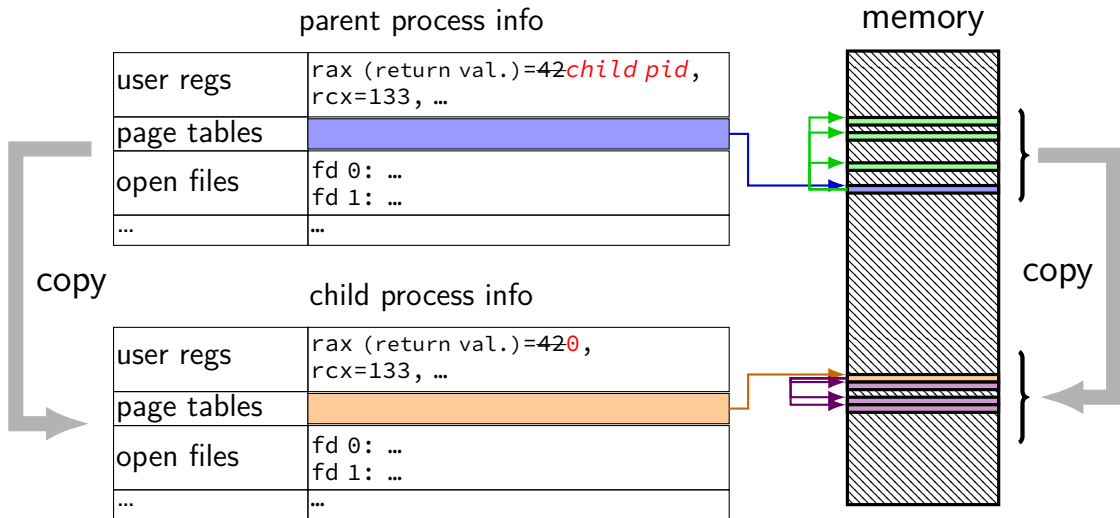 parent process info
memory
user regs
rax (return val.)=42child pid,
rcx=133, …
page tables
open files
fd 0: …
fd 1: …
…
…
copy
copy
child process info
user regs
rax (return val.)=420,
rcx=133, …
page tables
open files
fd 0: …
fd 1: …
…
…